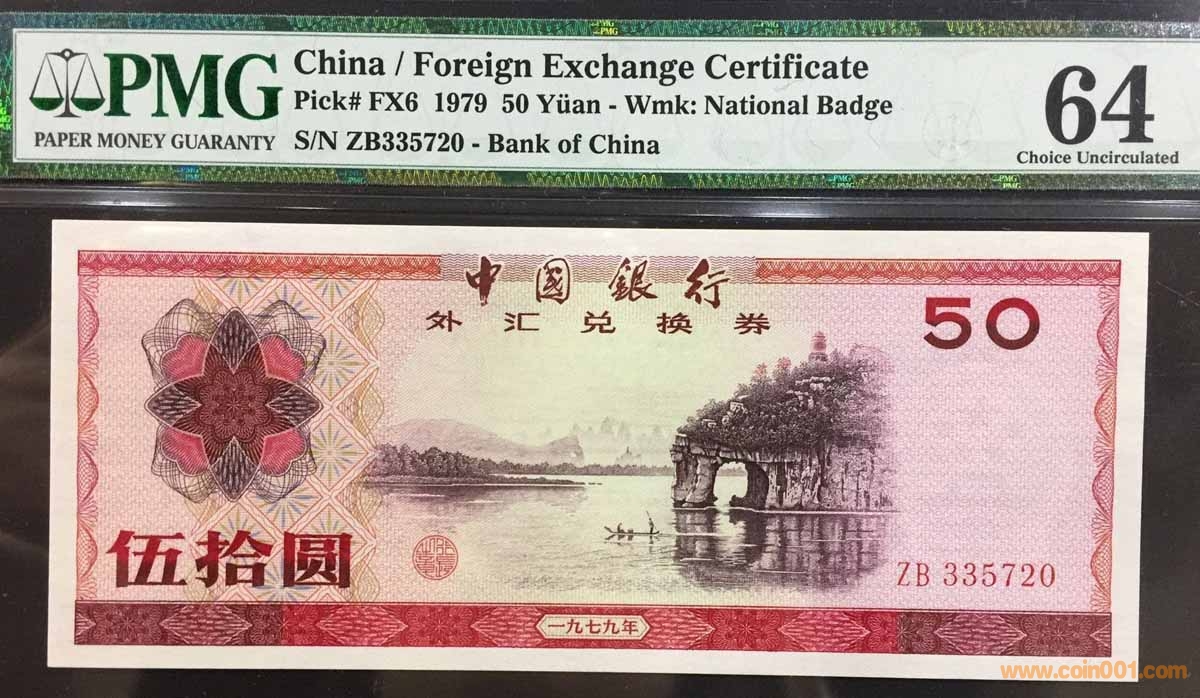 PMG
PAPER MONEY GUARANTY
China / Foreign Exchange Certificate
Pick# FX6 1979 50 Yüan - Wmk: National Badge
S/N ZB335720 - Bank of China
64
Choice Uncirculated
中國銀行
外汇兑换券
50
伍拾圆
ZB 335720
一九七九年
www.coin001.com